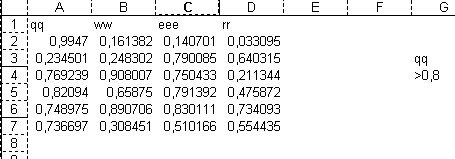 A B C D E F G
1 qq ww eee rr
2 0,9947 0,161382 0,140701 0,033095
3 0,234501 0,248302 0,790085 0,640315 qq
4 0,769239 0,908007 0,750433 0,211344 >0,8
5 0,82094 0,65875 0,791392 0,475872
6 0,748975 0,890706 0,830111 0,734093
7 0,736697 0,308451 0,510166 0,554435
8